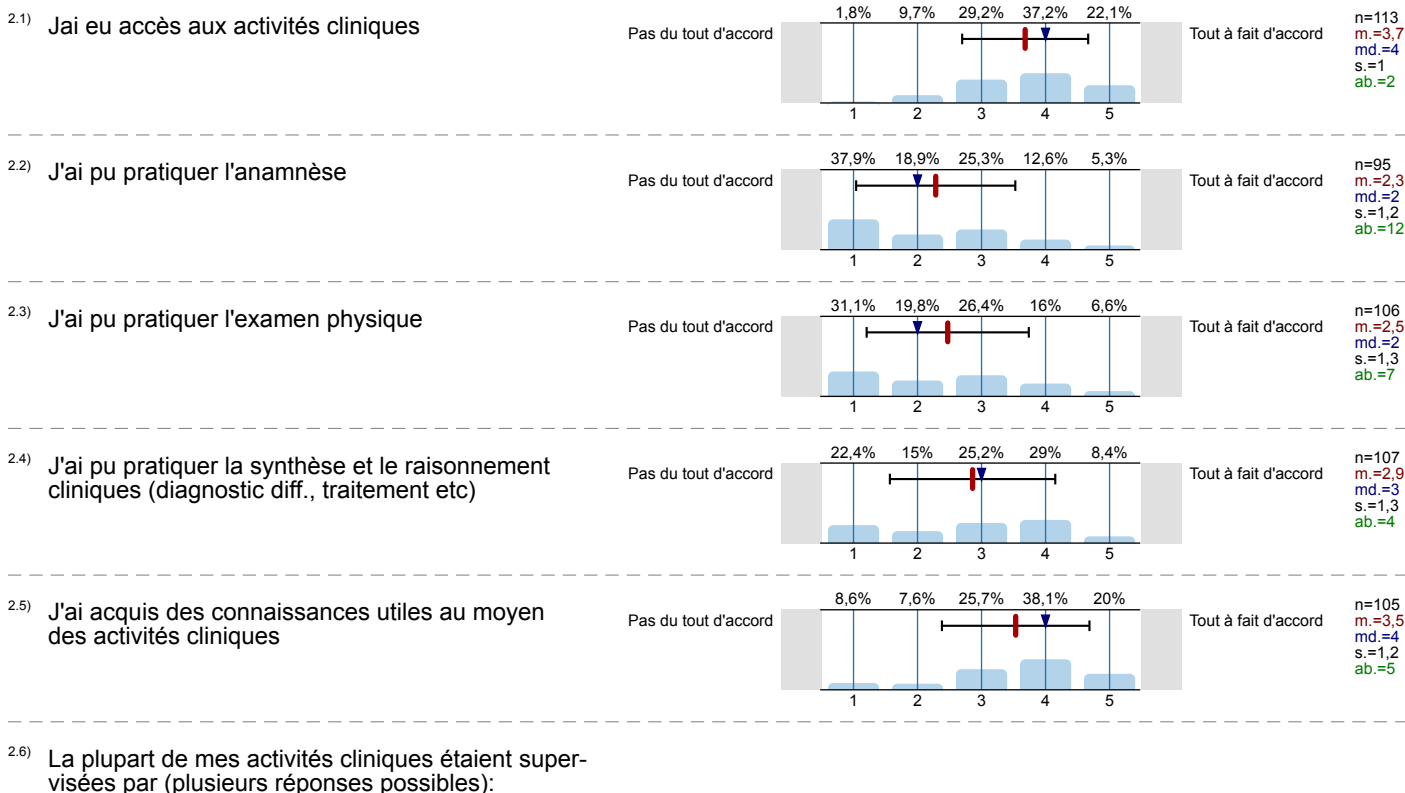 2.1) Jai eu accès aux activités cliniques
Pas du tout d'accord
1,8% 9,7% 29,2% 37,2% 22,1%
1 2 3 4 5
Tout à fait d'accord
n=113
m.=3,7
md.=4
s.=1
ab.=2
2.2) J'ai pu pratiquer l'anamnèse
Pas du tout d'accord
37,9% 18,9% 25,3% 12,6% 5,3%
1 2 3 4 5
Tout à fait d'accord
n=95
m.=2,3
md.=2
s.=1,2
ab.=12
2.3) J'ai pu pratiquer l'examen physique
Pas du tout d'accord
31,1% 19,8% 26,4% 16% 6,6%
1 2 3 4 5
Tout à fait d'accord
n=106
m.=2,5
md.=2
s.=1,3
ab.=7
2.4) J'ai pu pratiquer la synthèse et le raisonnement
cliniques (diagnostic diff., traitement etc)
Pas du tout d'accord
22,4% 15% 25,2% 29% 8,4%
1 2 3 4 5
Tout à fait d'accord
n=107
m.=2,9
md.=3
s.=1,3
ab.=4
2.5) J'ai acquis des connaissances utiles au moyen
des activités cliniques
Pas du tout d'accord
8,6% 7,6% 25,7% 38,1% 20%
1 2 3 4 5
Tout à fait d'accord
n=105
m.=3,5
md.=4
s.=1,2
ab.=5
2.6) La plupart de mes activités cliniques étaient super-
visées par (plusieurs réponses possibles):